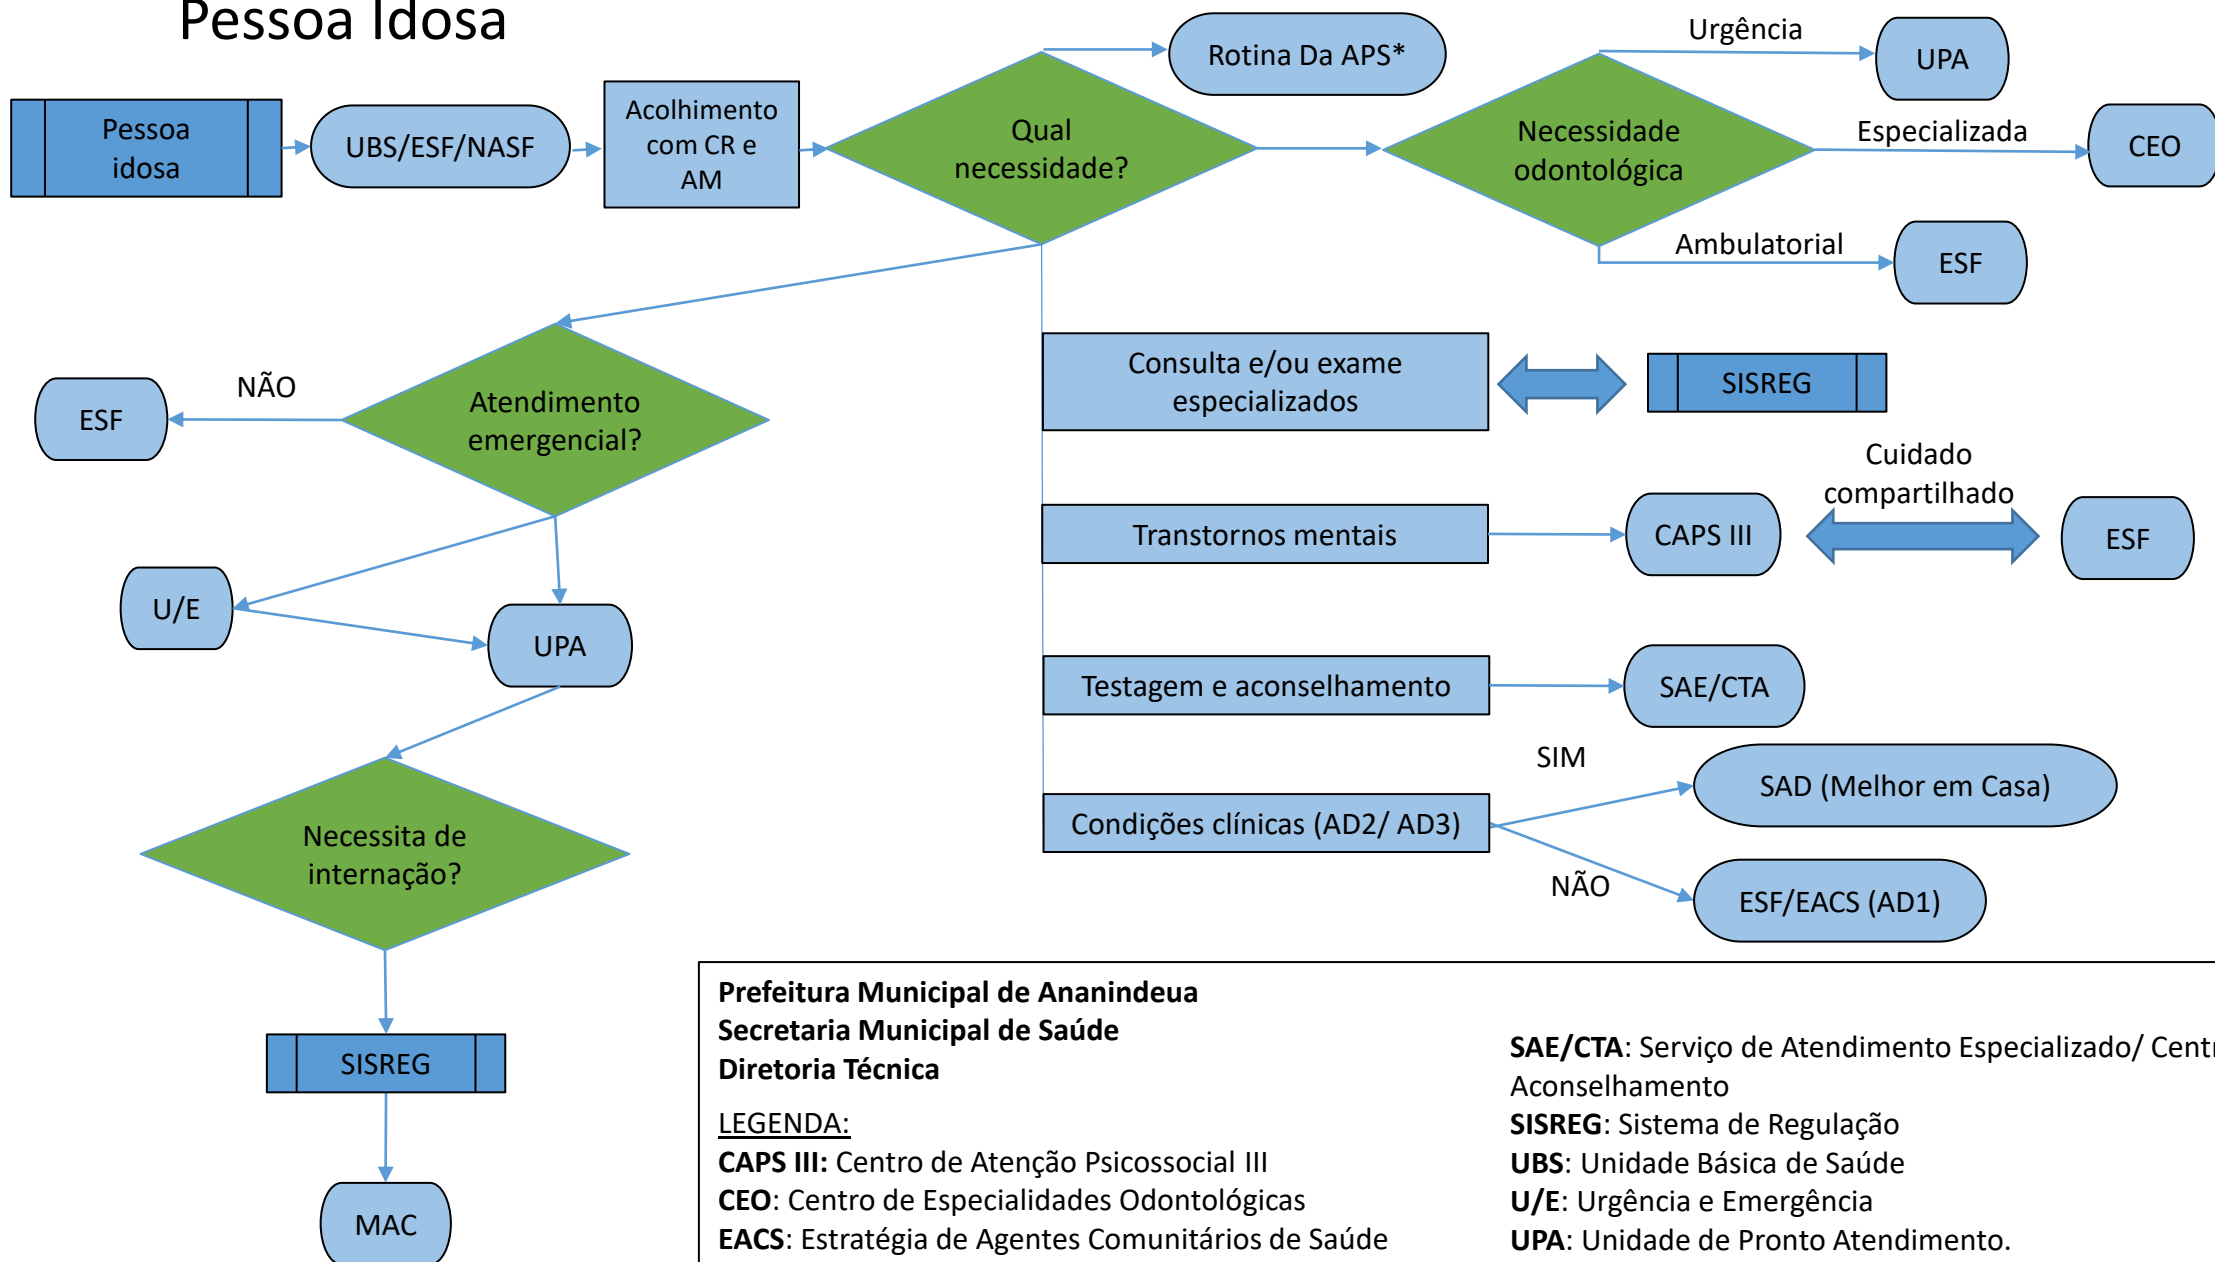 Pessoa Idosa
Pessoa
idosa
UBS/ESF/NASF
Acolhimento
com CR e
AM
Qual
necessidade?
Rotina Da APS*
Necessidade
odontológica
Urgência
UPA
Especializada
CEO
Ambulatorial
ESF
Atendimento
emergencial?
NÃO
ESF
U/E
UPA
Necessita de
internação?
SISREG
MAC
Consulta e/ou exame
especializados
SISREG
Transtornos mentais
CAPS III
Cuidado
compartilhado
ESF
Testagem e aconselhamento
SAE/CTA
Condições clínicas (AD2/ AD3)
SIM
SAD (Melhor em Casa)
NÃO
ESF/EACS (AD1)
Prefeitura Municipal de Ananindeua
Secretaria Municipal de Saúde
Diretoria Técnica
LEGENDA:
CAPS III: Centro de Atenção Psicossocial III
CEO: Centro de Especialidades Odontológicas
EACS: Estratégia de Agentes Comunitários de Saúde
SAE/CTA: Serviço de Atendimento Especializado/
Aconselhamento
SISREG: Sistema de Regulação
UBS: Unidade Básica de Saúde
U/E: Urgência e Emergência
UPA: Unidade de Pronto Atendimento.